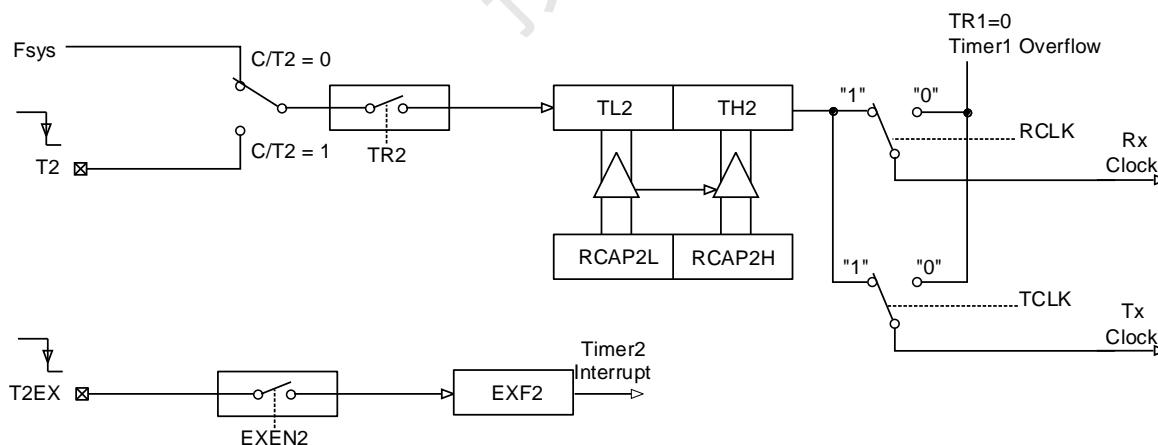 TR1=0
Timer1 Overflow
Fsys
C/T2 = 0
"1"
"0"
TL2
TH2
RCLK
Rx
Clock
C/T2 = 1
T2
TR2
RCAP2L
RCAP2H
"1"
"0"
TCLK
Tx
Clock
Timer2
Interrupt
T2EX
EXF2
EXEN2